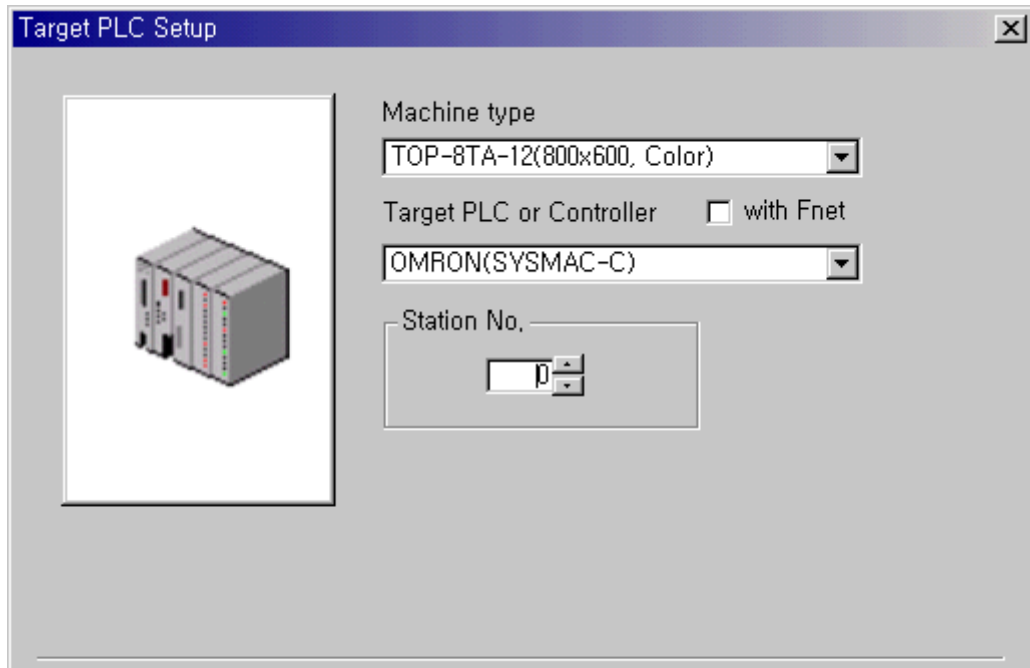 Target PLC Setup
Machine type
TOP-8TA-12(800x600, Color)
Target PLC or Controller with Fnet
OMRON(SYSMAC-C)
Station No.
0